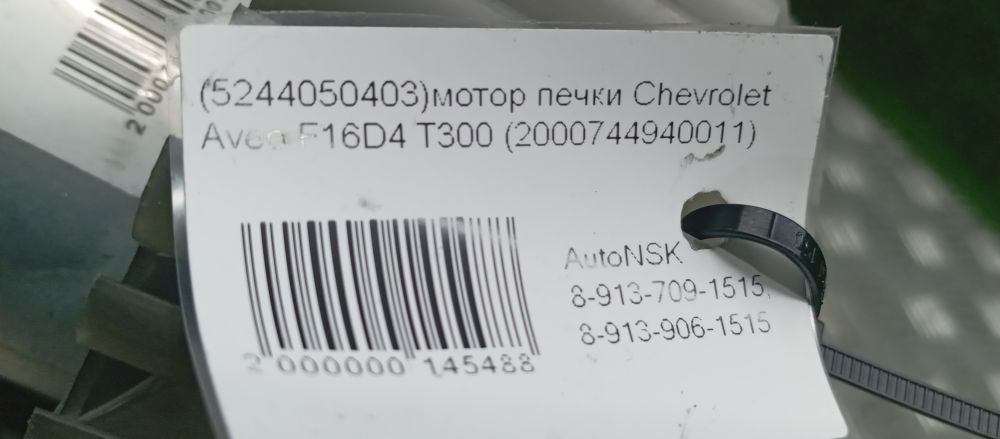 (5244050403)мотор печки Chevrolet
Aveo F16D4 T300 (2000744940011)
AutoNSK
8-913-709-1515,
8-913-906-1515
2 000000 145488